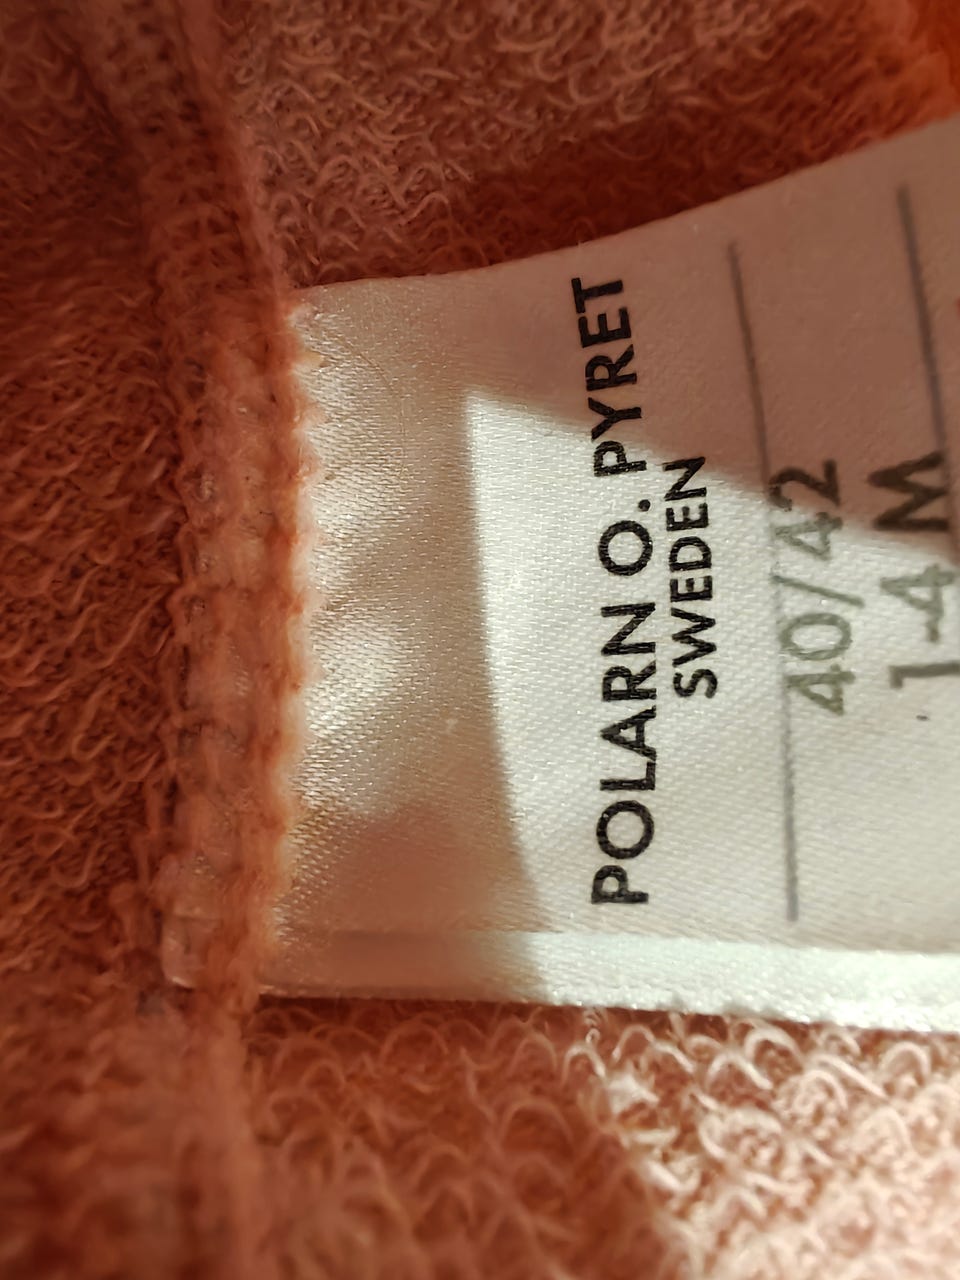 POLARN O. PYRET
SWEDEN
40/42
1-4 M